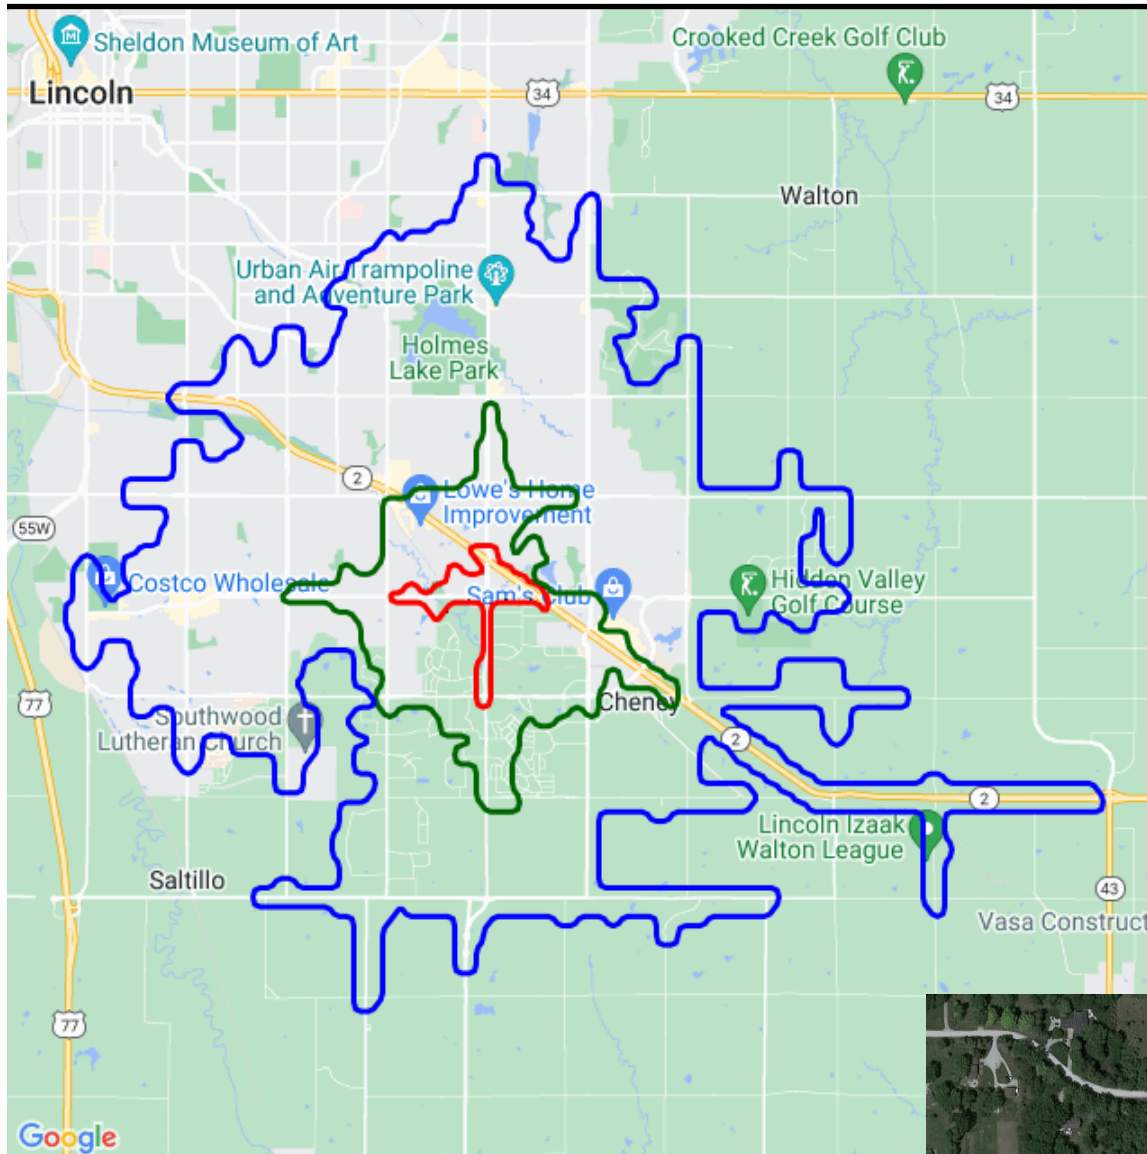 Sheldon Museum of Art
Lincoln
34
Crooked Creek Golf Club
34
Walton
Urban Air Trampoline
and Adventure Park
Holmes
Lake Park
2
Lowe's Home
Improvement
55W
Costco Wholesale
Sam's Club
Hidden Valley
Golf Course
77
Southwood
Lutheran Church
Cheney
2
2
Lincoln Izaak
Walton League
Saltillo
43
Vasa Construct
77
Google